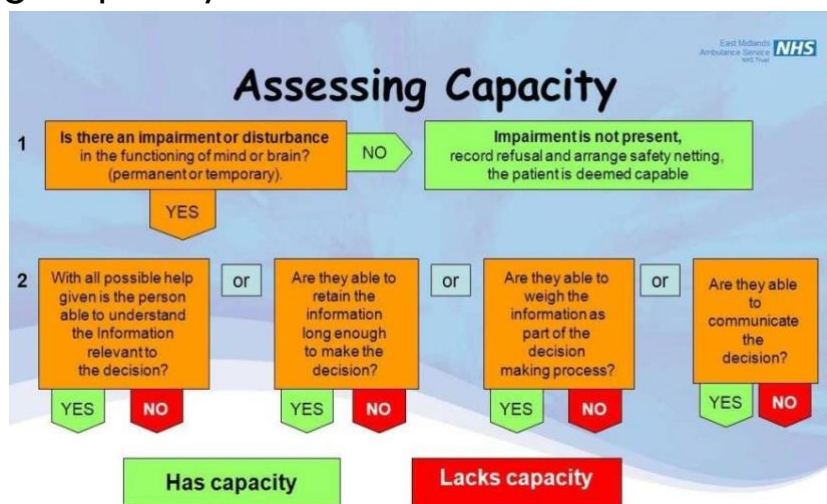 East Midlands
Ambulance Service
NHS Trust
NHS
Assessing Capacity
1
Is there an impairment or disturbance
in the functioning of mind or brain?
(permanent or temporary).
NO
Impairment is not present,
record refusal and arrange safety netting,
the patient is deemed capable
YES
2
With all possible help
given is the person
able to understand
the Information
relevant to
the decision?
YES
NO
or
Are they able to
retain the
information
long enough
to make the
decision?
YES
NO
or
Are they able to
weigh the
information as
part of the
decision
making process?
YES
NO
or
Are they able
to
communicate
the
decision?
YES
NO
Has capacity
Lacks capacity